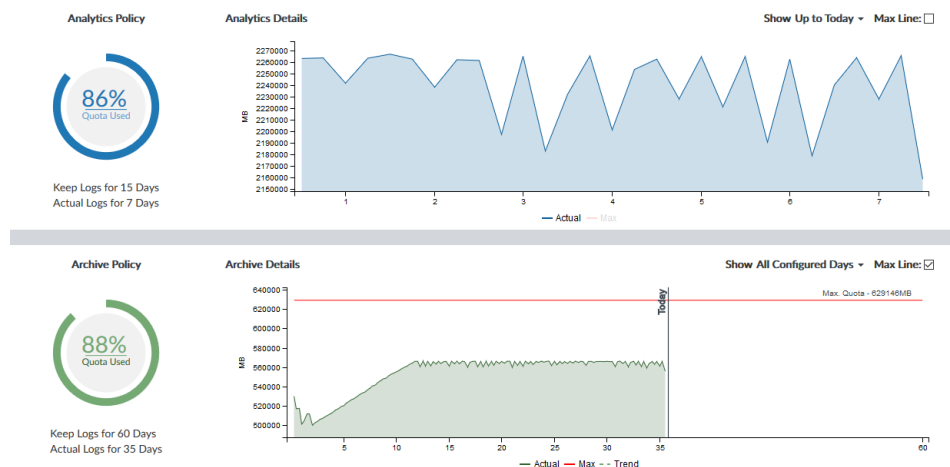 Analytics Policy
Analytics Details
Show Up to Today
Max Line:
86%
Quota Used
Keep Logs for 15 Days
Actual Logs for 7 Days
MB
2270000
2260000
2250000
2240000
2230000
2220000
2210000
2200000
2190000
2180000
2170000
2160000
2150000
1 2 3 4 5 6 7
Actual Max
Archive Policy
Archive Details
Show All Configured Days
Max Line:
88%
Quota Used
Keep Logs for 60 Days
Actual Logs for 35 Days
MB
640000
620000
600000
580000
560000
540000
520000
500000
Max. Quota - 629146MB
Today
5 10 15 20 25 30 35 60
Actual Max Trend